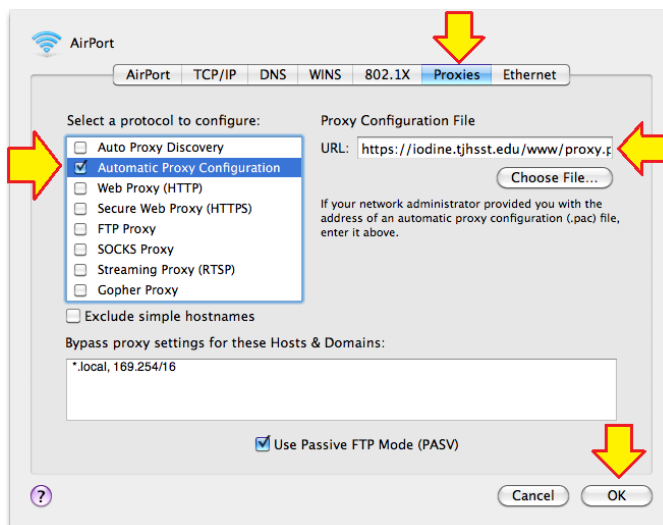 AirPort
AirPort TCP/IP DNS WINS 802.1X Proxies Ethernet
Select a protocol to configure:
Auto Proxy Discovery
Automatic Proxy Configuration
Web Proxy (HTTP)
Secure Web Proxy (HTTPS)
FTP Proxy
SOCKS Proxy
Streaming Proxy (RTSP)
Gopher Proxy
Exclude simple hostnames
Proxy Configuration File
URL: https://iodine.tjhsst.edu/www/proxy.p
Choose File...
If your network administrator provided you with the
address of an automatic proxy configuration (.pac) file,
enter it above.
Bypass proxy settings for these Hosts & Domains:
*.local, 169.254/16
Use Passive FTP Mode (PASV)
? Cancel OK